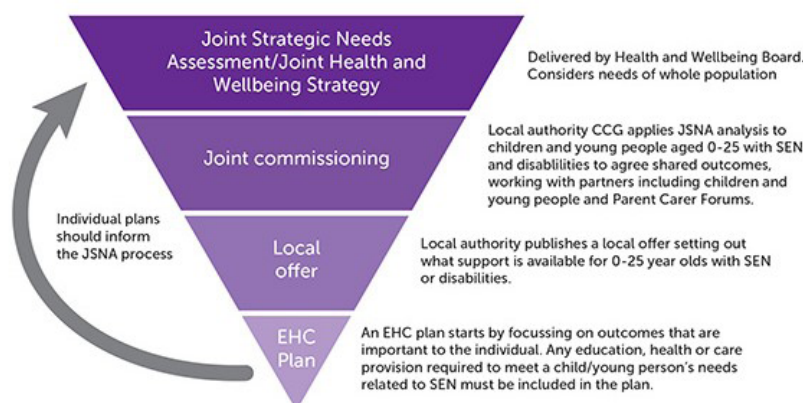 Joint Strategic Needs
Assessment/Joint Health and
Wellbeing Strategy
Delivered by Health and Wellbeing Board.
Considers needs of whole population
Joint commissioning
Local authority CCG applies JSNA analysis to
children and young people aged 0-25 with SEN
and disablilities to agree shared outcomes,
working with partners including children and
young people and Parent Carer Forums.
Individual plans
should inform
the JSNA process
Local
offer
Local authority publishes a local offer setting out
what support is available for 0-25 year olds with SEN
or disabilities.
EHC
Plan
An EHC plan starts by focussing on outcomes that are
important to the individual. Any education, health or care
provision required to meet a child/young person's needs
related to SEN must be included in the plan.